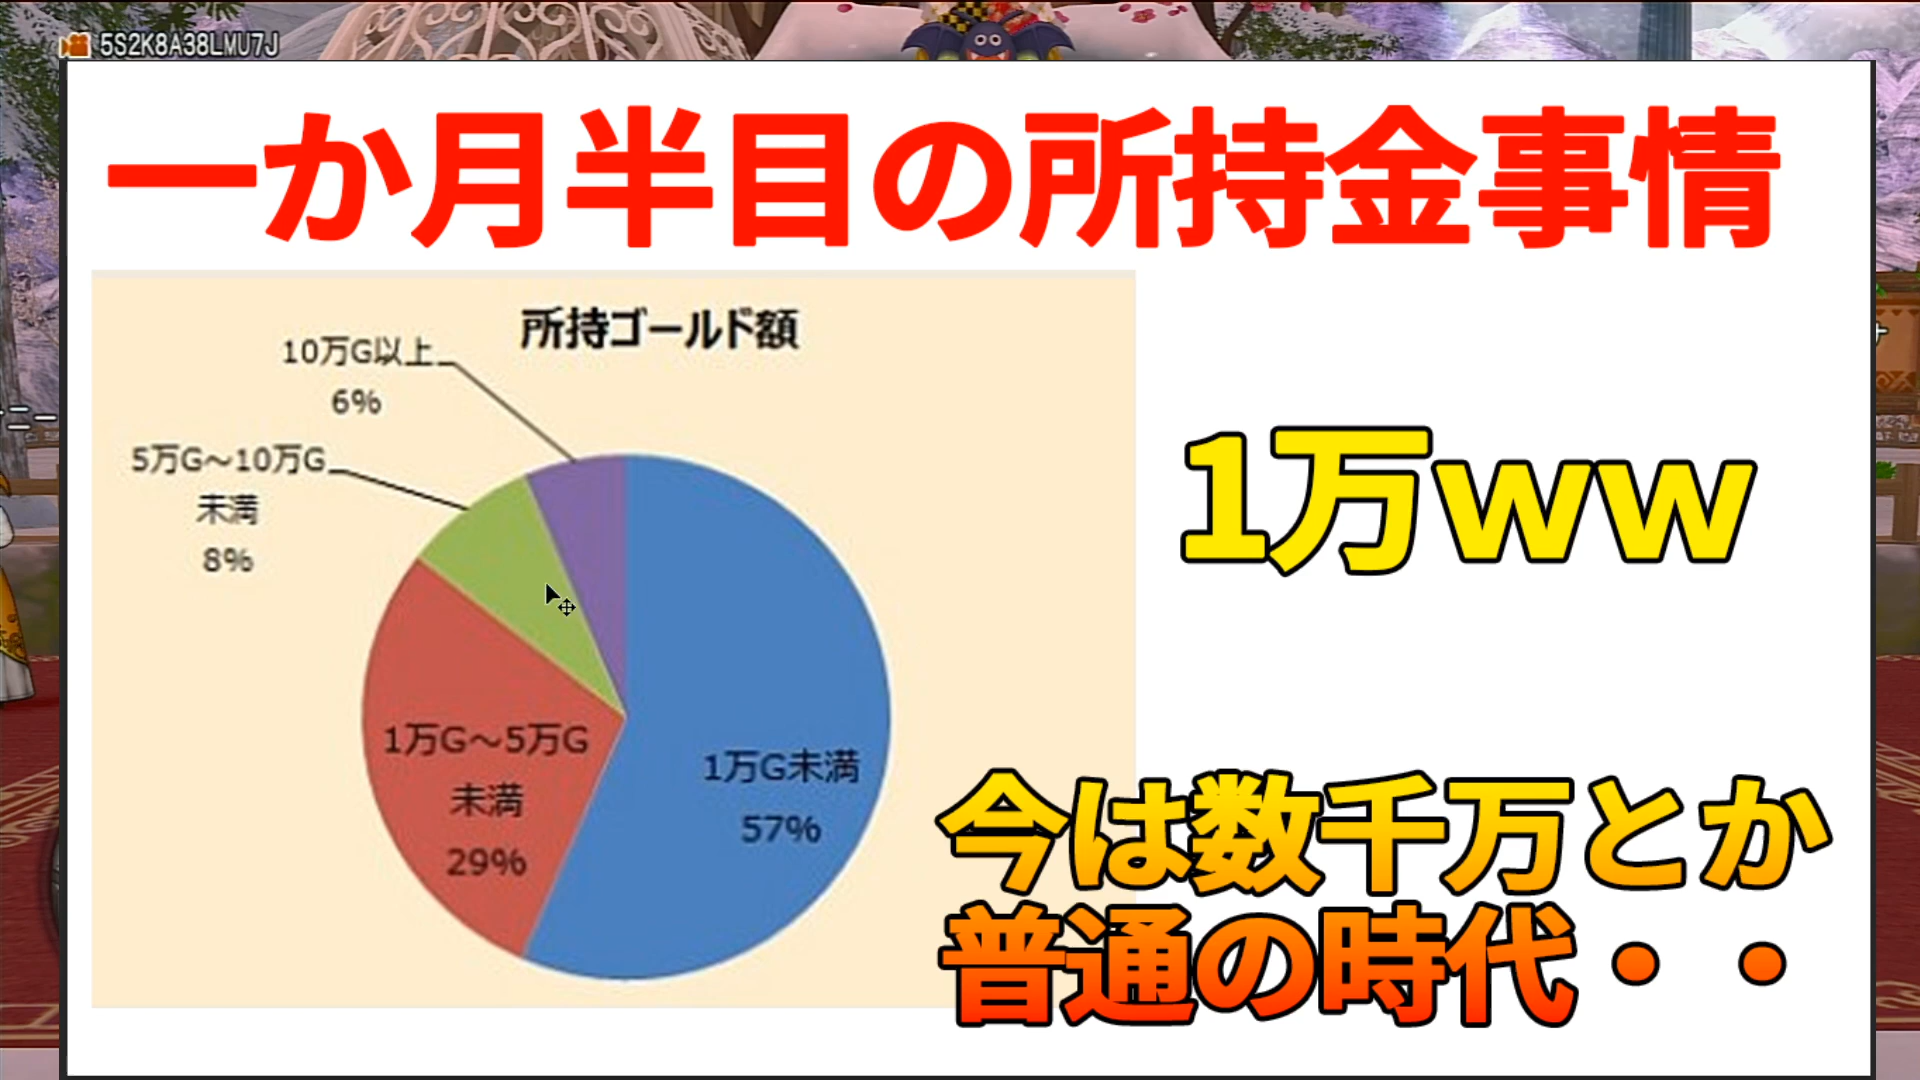 5S2K8A38LMU7J
一か月半目の所持金事情
所持ゴールド額
10万G以上
6%
5万G～10万G
未満
8%
1万G～5万G
未満
29%
1万G未満
57%
1万ww
今は数千万とか
普通の時代・・